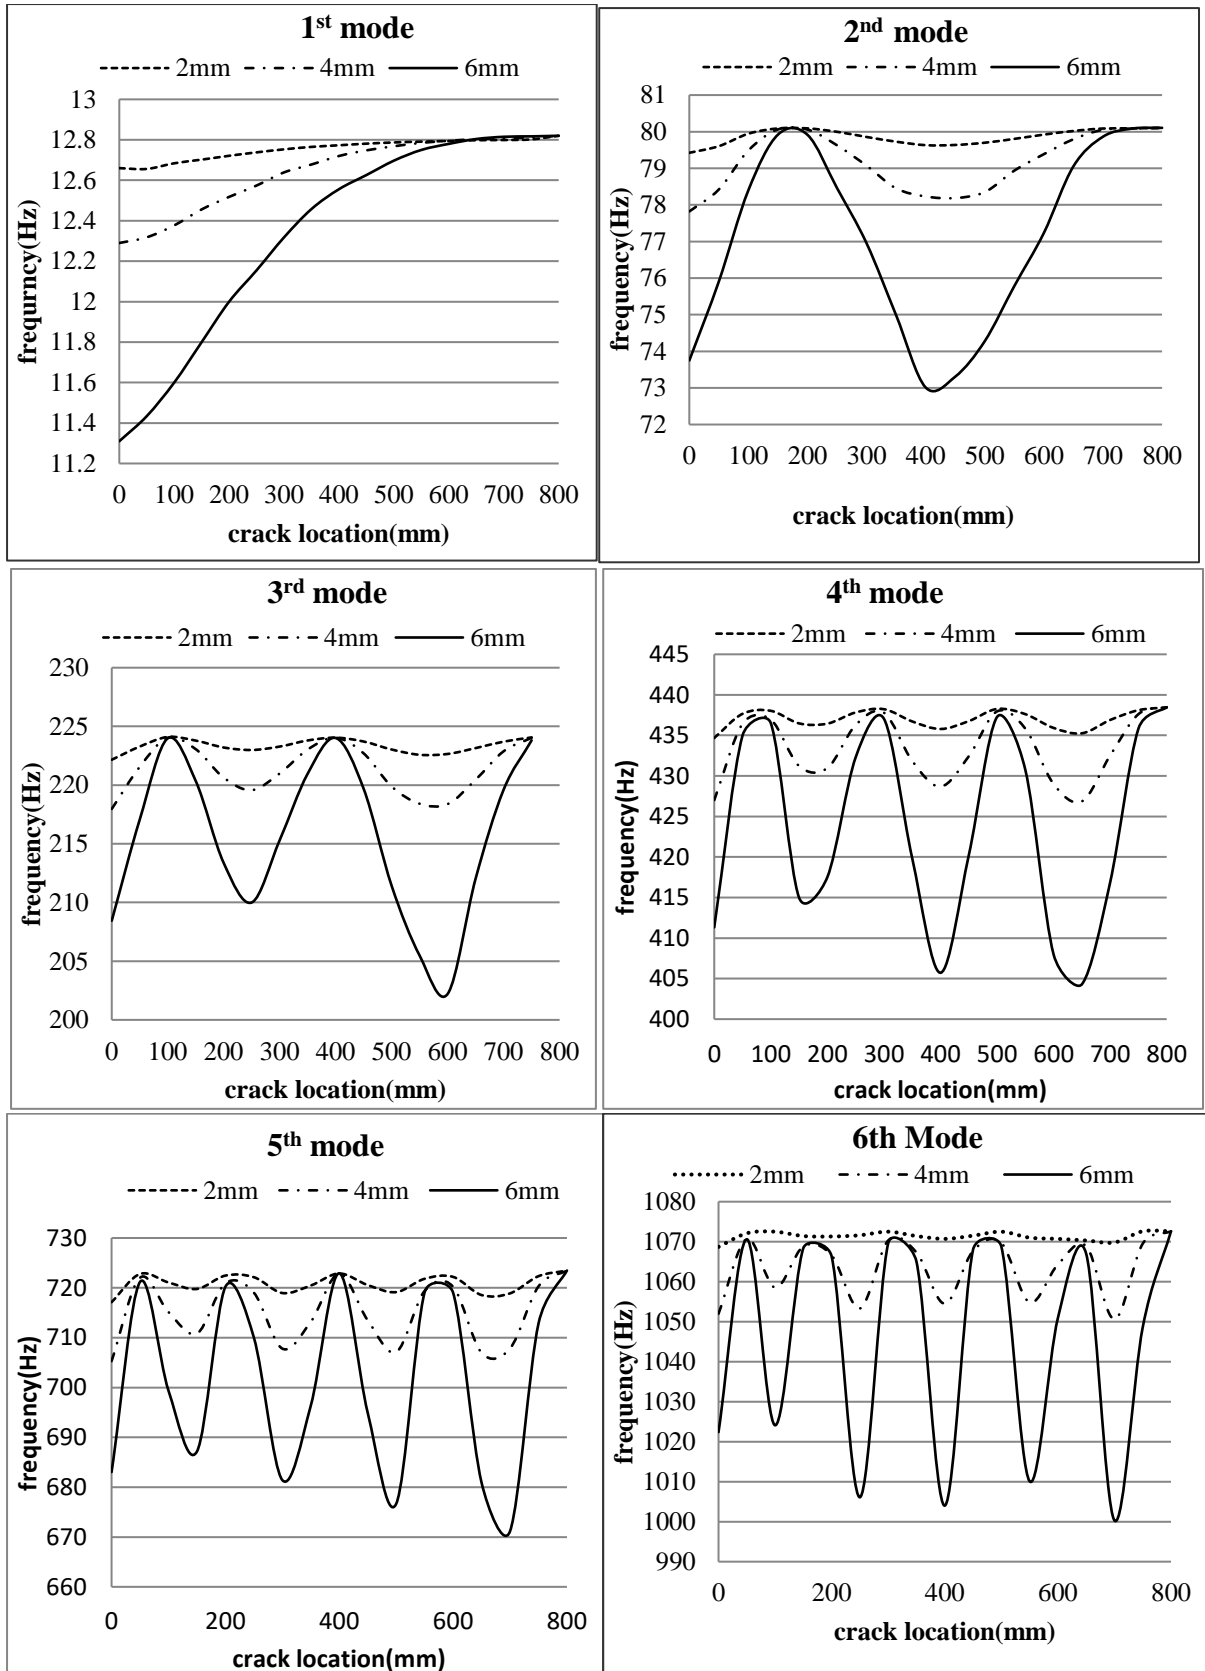 1st mode
2mm 4mm 6mm
13
12.8
12.6
12.4
12.2
12
11.8
11.6
11.4
11.2
frequrncy(Hz)
0 100 200 300 400 500 600 700 800
crack location(mm)
2nd mode
2mm 4mm 6mm
81
80
79
78
77
76
75
74
73
72
frequency(Hz)
0 100 200 300 400 500 600 700 800
crack location(mm)
3rd mode
2mm 4mm 6mm
230
225
220
215
210
205
200
frequency(Hz)
0 100 200 300 400 500 600 700 800
crack location(mm)
4th mode
2mm 4mm 6mm
445
440
435
430
425
420
415
410
405
400
frequency(Hz)
0 100 200 300 400 500 600 700 800
crack location(mm)
5th mode
2mm 4mm 6mm
730
720
710
700
690
680
670
660
frequency(Hz)
0 200 400 600 800
crack location(mm)
6th Mode
2mm 4mm 6mm
1080
1070
1060
1050
1040
1030
1020
1010
1000
990
frequency(Hz)
0 200 400 600 800
crack location(mm)